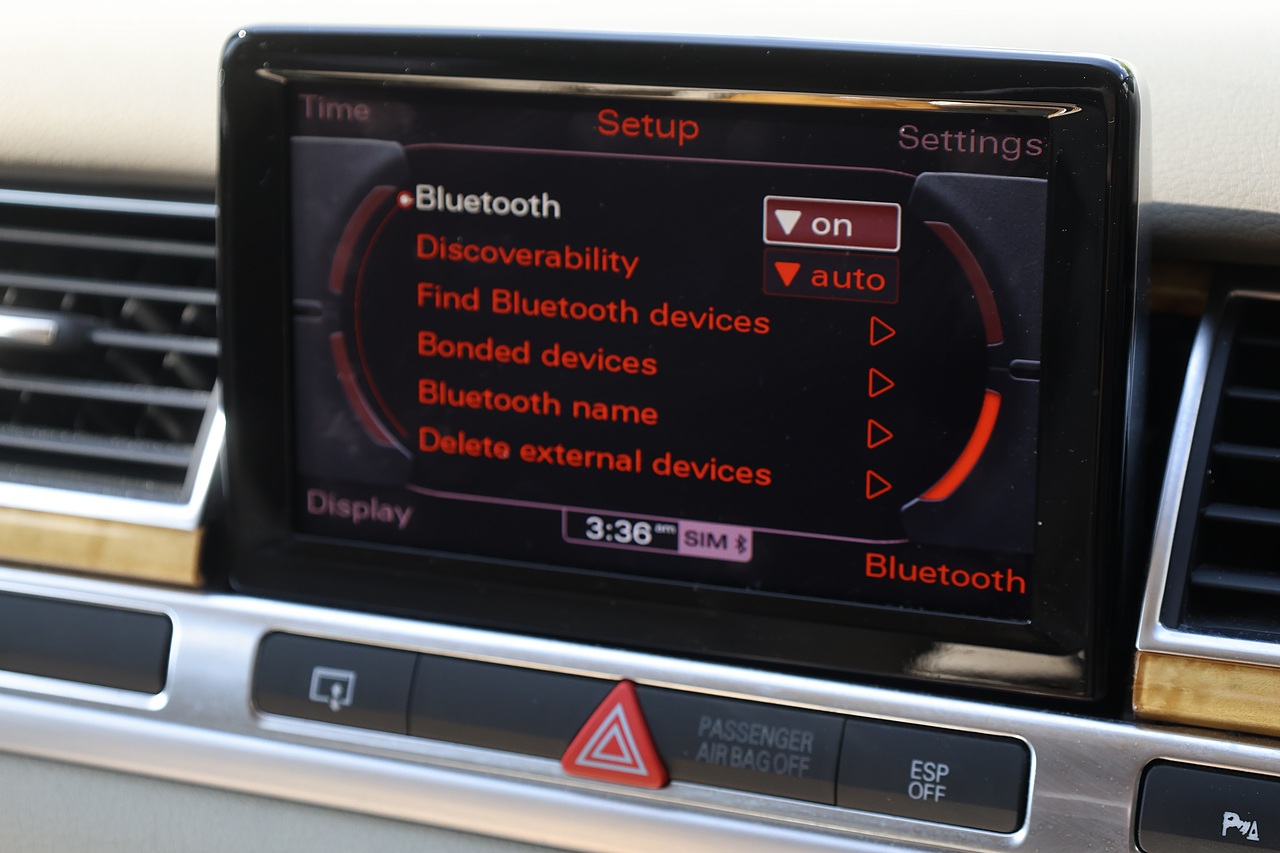 Time
Setup
Settings
Bluetooth
on
Discoverability
auto
Find Bluetooth devices
Bonded devices
Bluetooth name
Delete external devices
Display
3:36 am SIM
Bluetooth
PASSENGER
AIR BAG OFF
ESP
OFF
P